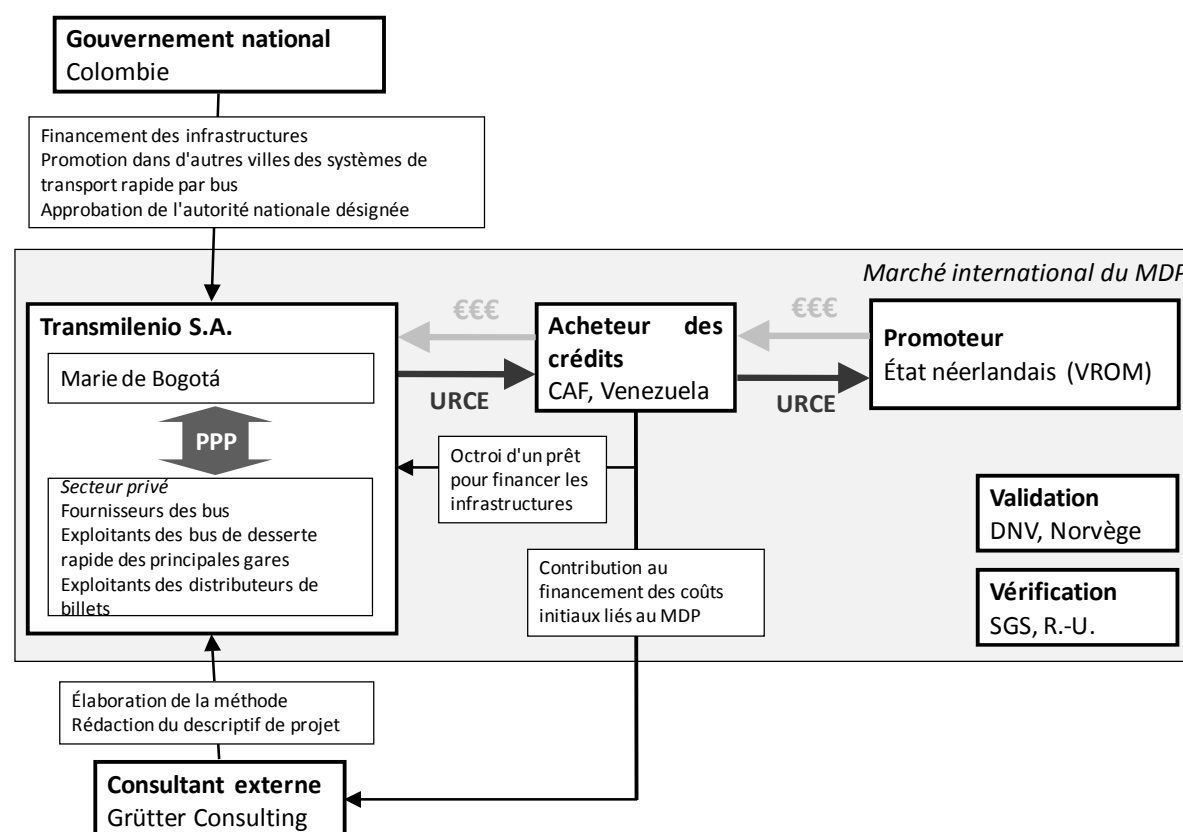 Gouvernement national
Colombie
Financement des infrastructures
Promotion dans d'autres villes des systèmes de
transport rapide par bus
Approbation de l'autorité nationale désignée
Marché international du MDP
Transmilenio S.A.
Marie de Bogotá
PPP
Secteur privé
Fournisseurs des bus
Exploitants des bus de desserte
rapide des principales gares
Exploitants des distributeurs de
billets
€€€
URCE
Acheteur des
crédits
CAF, Venezuela
€€€
URCE
Promoteur
État néerlandais (VROM)
Octroi d'un prêt
pour financer les
infrastructures
Contribution au
financement des coûts
initiaux liés au MDP
Validation
DNV, Norvège
Vérification
SGS, R.-U.
Élaboration de la méthode
Rédaction du descriptif de projet
Consultant externe
Grütter Consulting